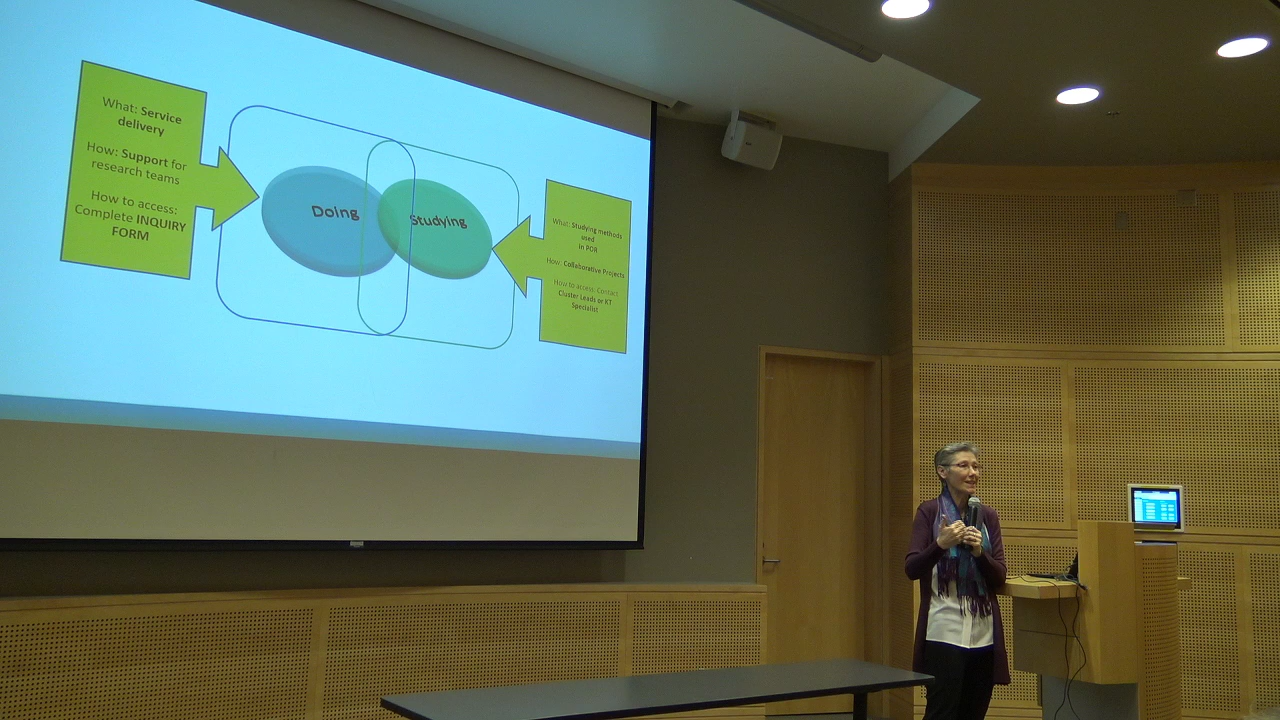 What: Service
delivery
How: Support for
research teams
How to access:
Complete INQUIRY
FORM
Doing
Studying
What: Studying methods
used
in POR
How: Collaborative Projects
How to access: Contact
Cluster Leads or KT
Specialist